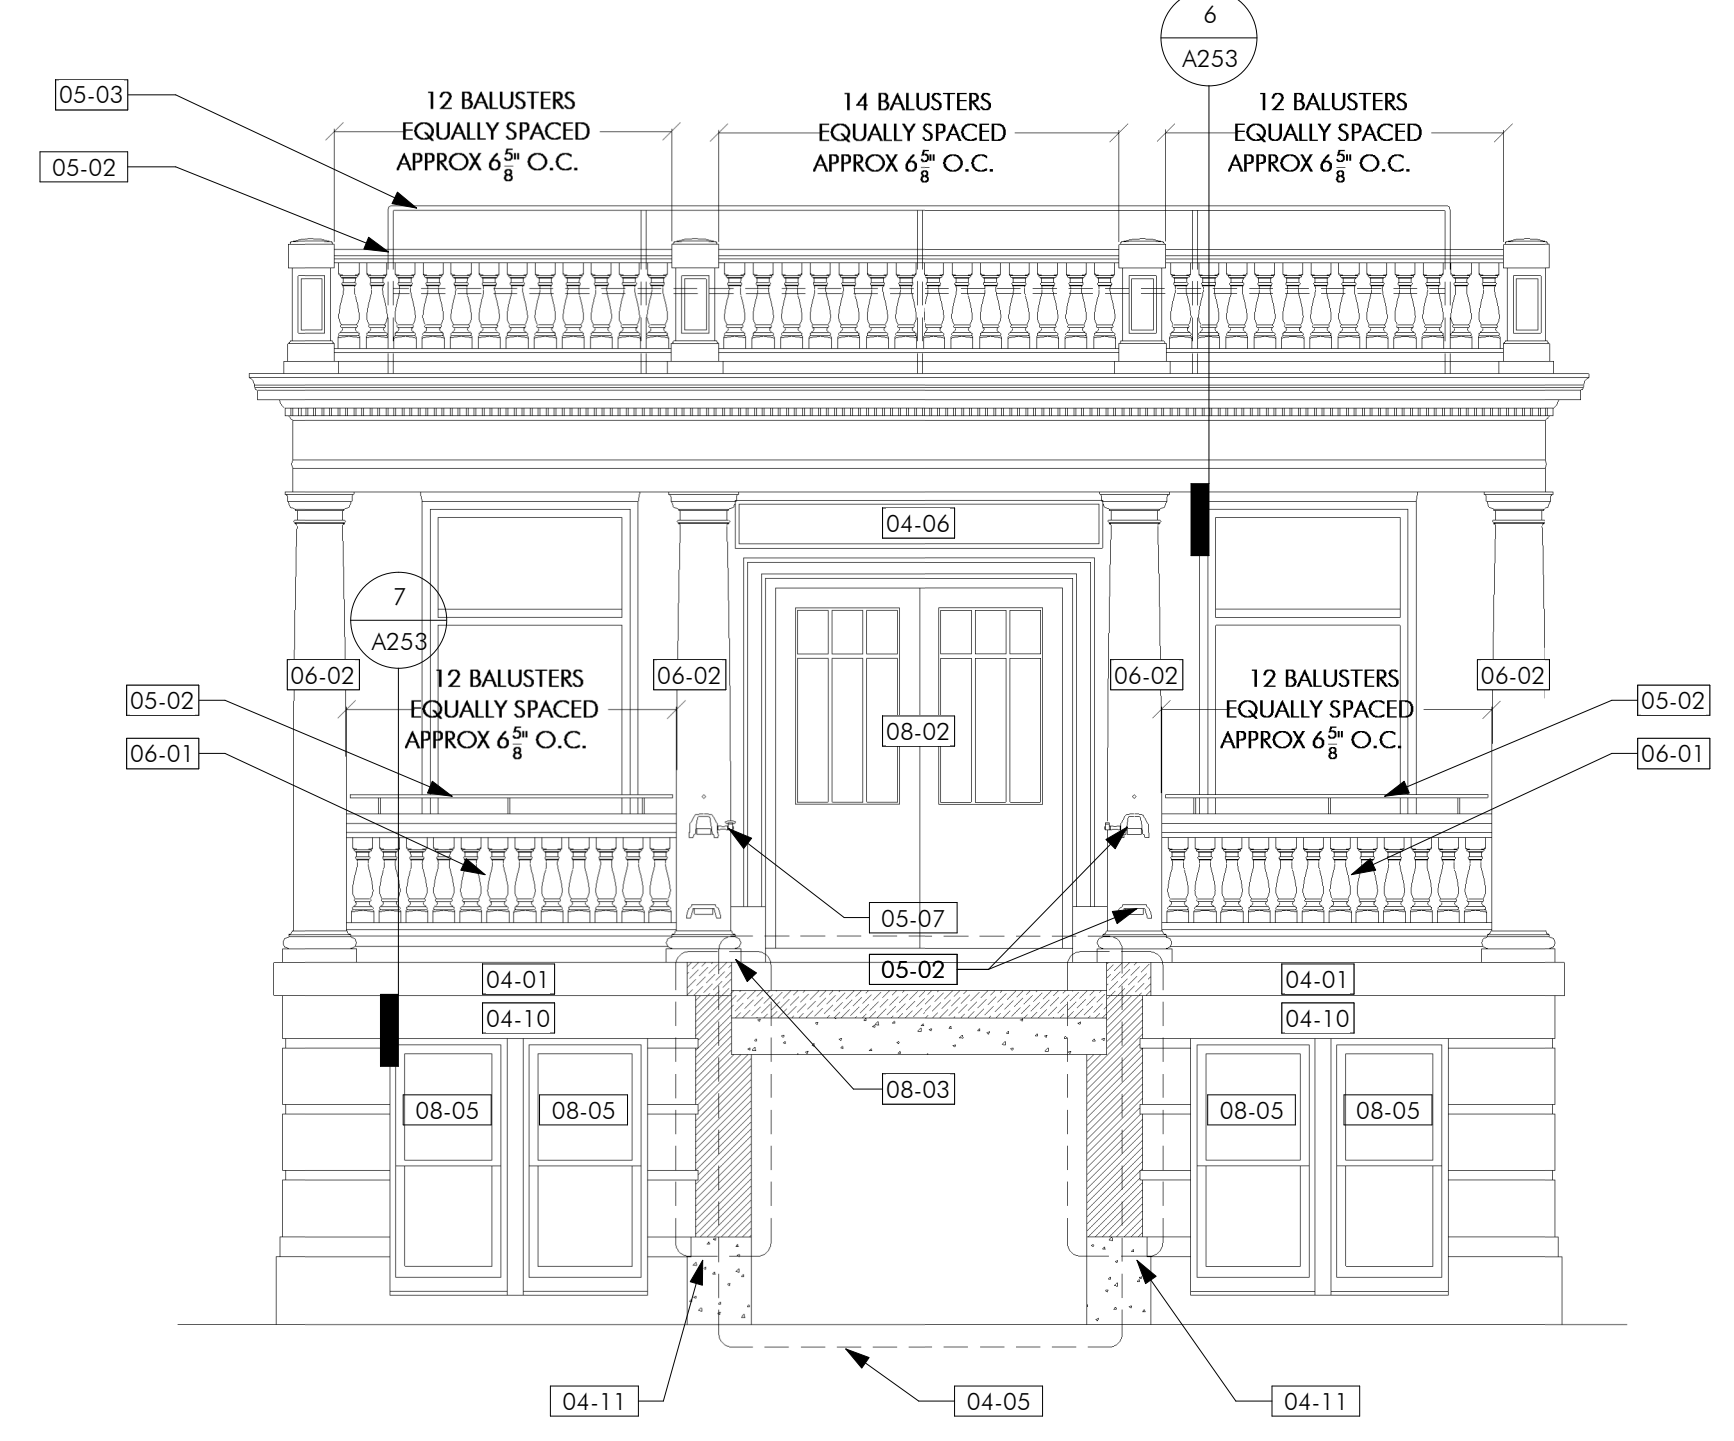 6
A253
05-03
12 BALUSTERS
EQUALLY SPACED
APPROX 6 5/8" O.C.
14 BALUSTERS
EQUALLY SPACED
APPROX 6 5/8" O.C.
12 BALUSTERS
EQUALLY SPACED
APPROX 6 5/8" O.C.
05-02
04-06
7
A253
06-02
12 BALUSTERS
EQUALLY SPACED
APPROX 6 5/8" O.C.
06-02
08-02
06-02
12 BALUSTERS
EQUALLY SPACED
APPROX 6 5/8" O.C.
06-02
05-02
06-01
05-02
06-01
05-07
05-02
04-01
04-10
04-01
04-10
08-03
08-05
08-05
08-05
08-05
04-11
04-05
04-11